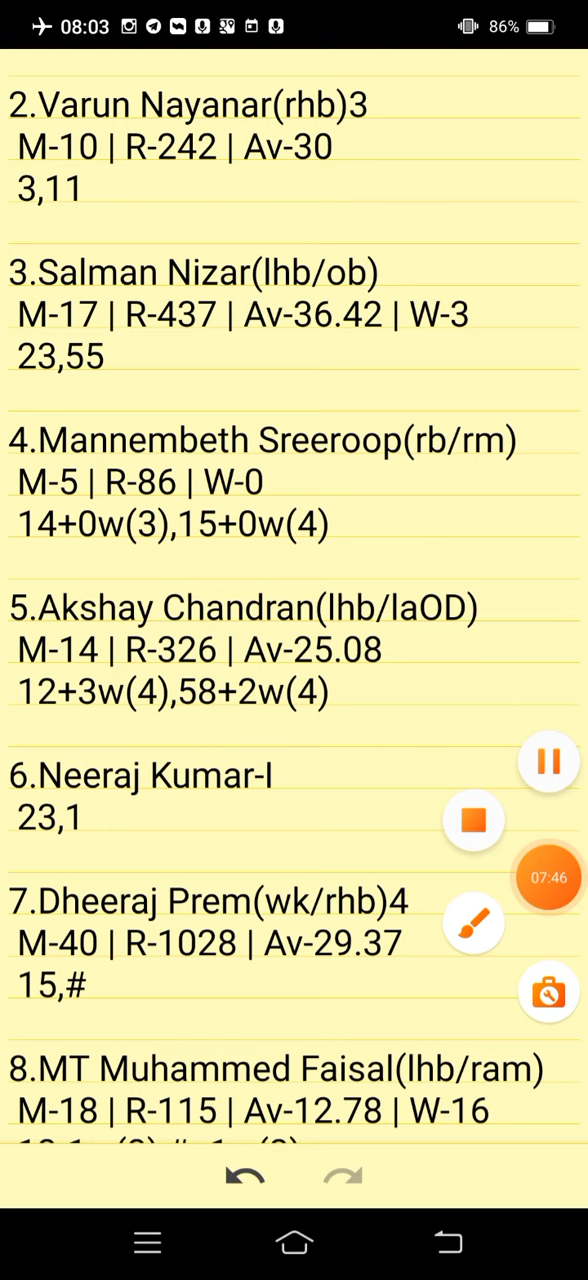 08:03
86%
2.Varun Nayanar(rhb)3
M-10 | R-242 | Av-30
3,11
3.Salman Nizar(lhb/ob)
M-17 | R-437 | Av-36.42 | W-3
23,55
4.Mannembeth Sreeroop(rb/rm)
M-5 | R-86 | W-0
14+0w(3),15+0w(4)
5.Akshay Chandran(lhb/laOD)
M-14 | R-326 | Av-25.08
12+3w(4),58+2w(4)
6.Neeraj Kumar-I
23,1
07:46
7.Dheeraj Prem(wk/rhb)4
M-40 | R-1028 | Av-29.37
15,#
8.MT Muhammed Faisal(lhb/ram)
M-18 | R-115 | Av-12.78 | W-16